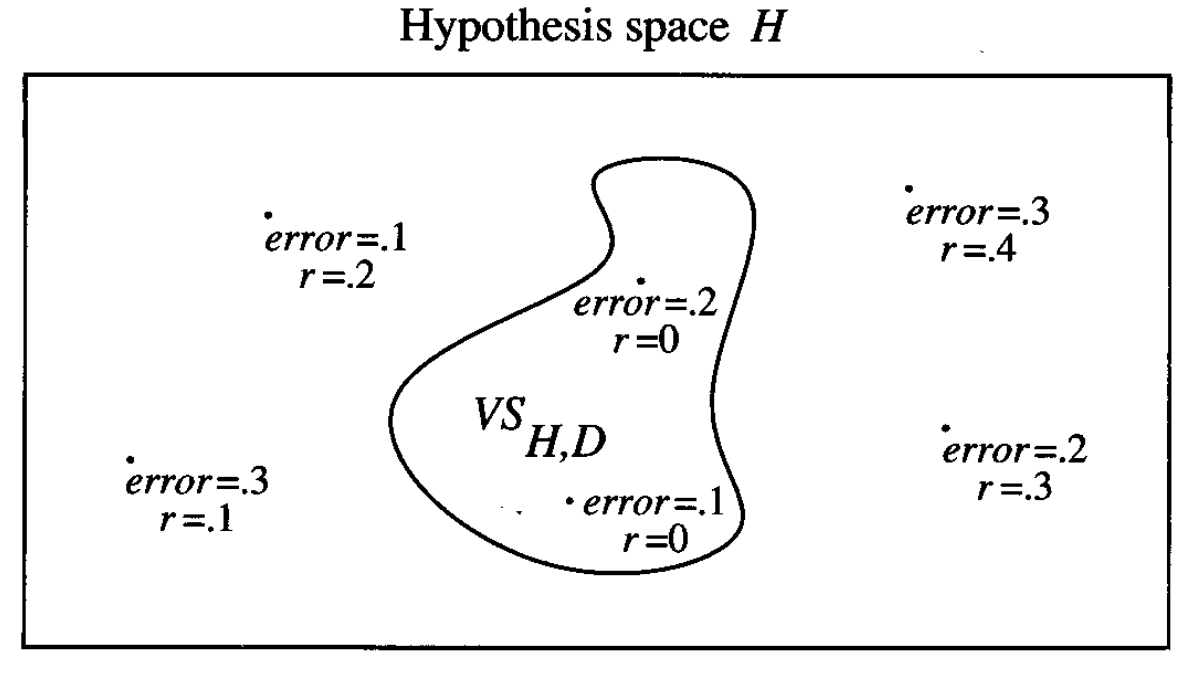 Hypothesis space H
error=.1
r=.2
error=.3
r=.4
error=.2
r=0
VS H,D
error=.3
r=.1
error=.2
r=.3
error=.1
r=0